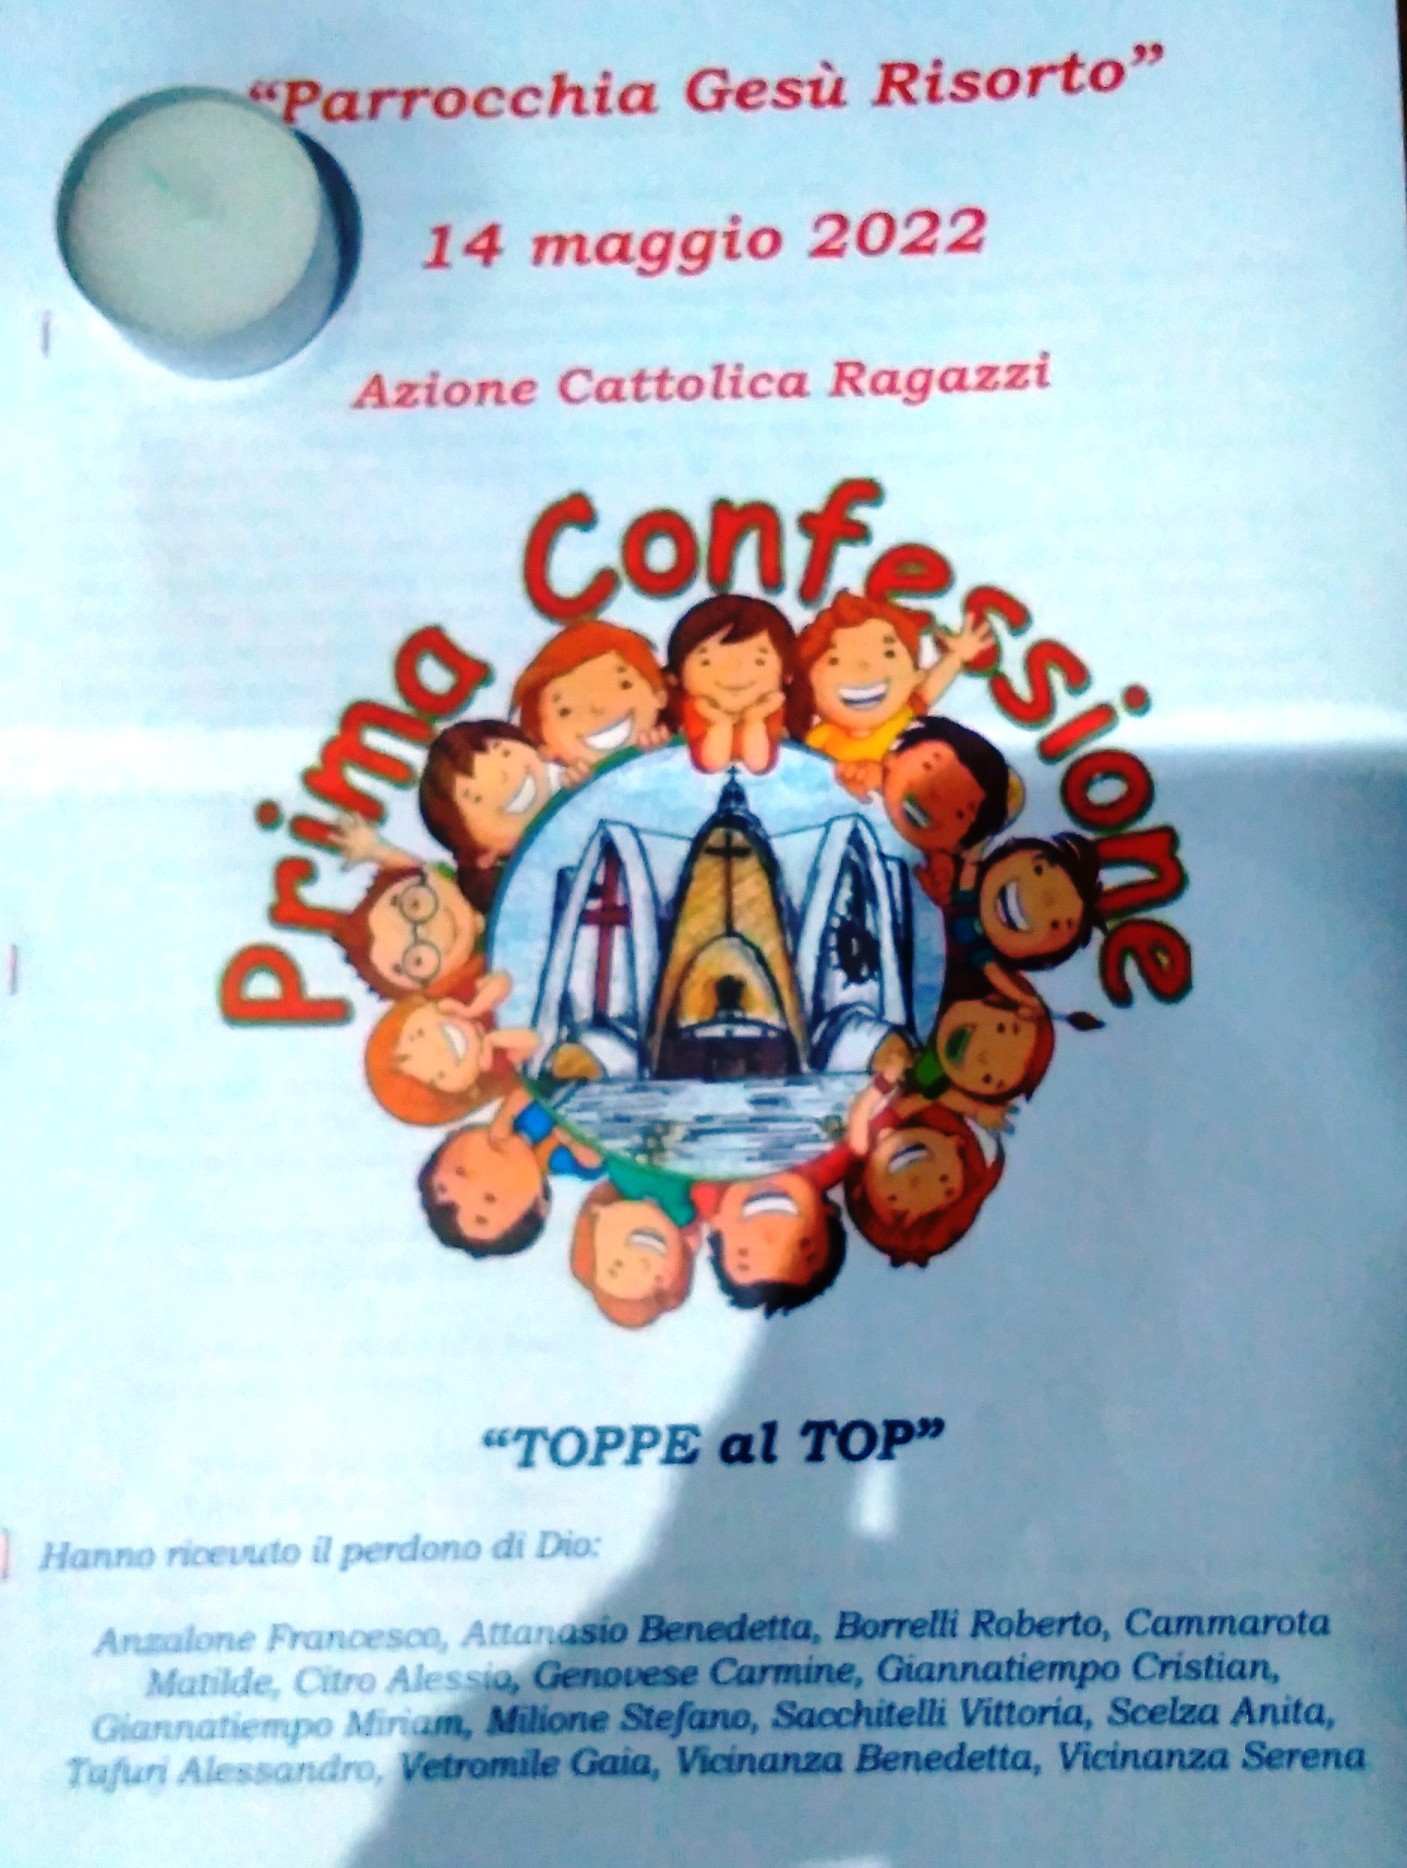 “Parrocchia Gesù Risorto”
14 maggio 2022
Azione Cattolica Ragazzi
Prima Confessione
“TOPPE al TOP”
Hanno ricevuto il perdono di Dio:
Anzalone Francesco, Attanasio Benedetta, Borrelli Roberto, Cammarota
Matilde, Citro Alessio, Genovese Carmine, Giannatiempo Cristian,
Giannatiempo Miriam, Milione Stefano, Sacchitelli Vittoria, Scelza Anita,
Tufuri Alessandro, Vetromile Gaia, Vicinanza Benedetta, Vicinanza Serena